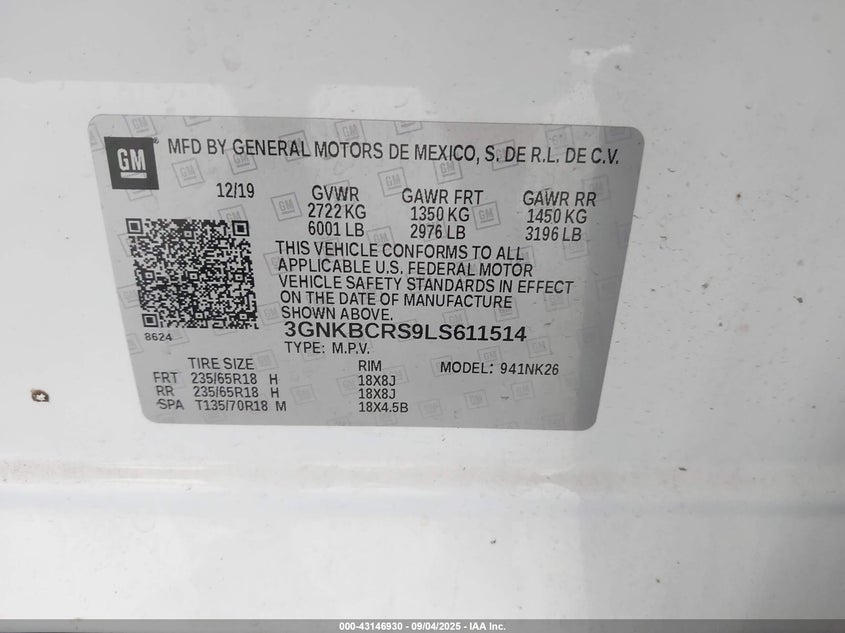 GM
MFD BY GENERAL MOTORS DE MEXICO, S. DE R.L. DE C.V.
12/19 GVWR GAWR FRT GAWR RR
2722 KG 1350 KG 1450 KG
6001 LB 2976 LB 3196 LB
THIS VEHICLE CONFORMS TO ALL
APPLICABLE U.S. FEDERAL MOTOR
VEHICLE SAFETY STANDARDS IN EFFECT
ON THE DATE OF MANUFACTURE
SHOWN ABOVE.
8624
3GNKBCRS9LS611514
TYPE: M.P.V.
TIRE SIZE RIM MODEL: 941NK26
FRT 235/65R18 H 18X8J
RR 235/65R18 H 18X8J
SPA T135/70R18 M 18X4.5B
000-43146930 - 09/04/2025 - IAA Inc.